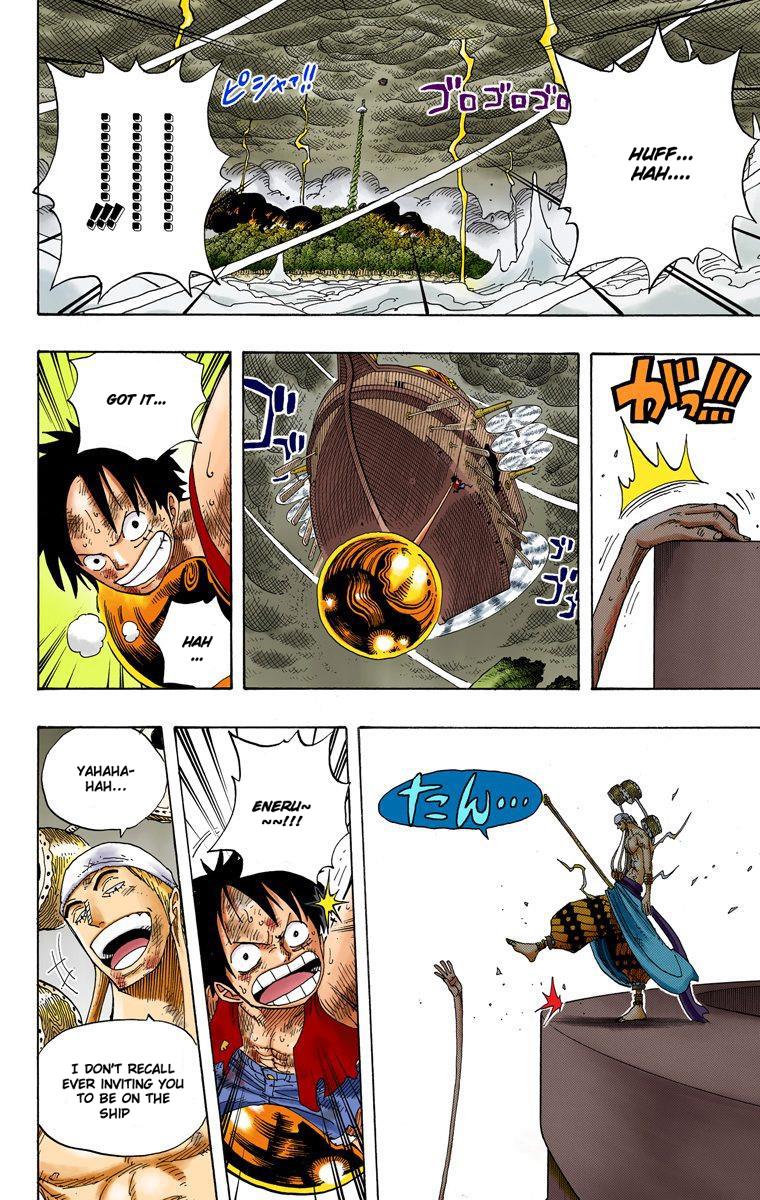 HUFF...
HAH....
ゴロゴロゴロ
ピシャァ!!
!!!
ガッ!!!
ゴゴ
ゴゴ
GOT IT...
HAH
...
たん...
ENERU~
~~!!!
YAHAHA-
HAH...
I DON'T RECALL
EVER INVITING YOU
TO BE ON THE
SHIP